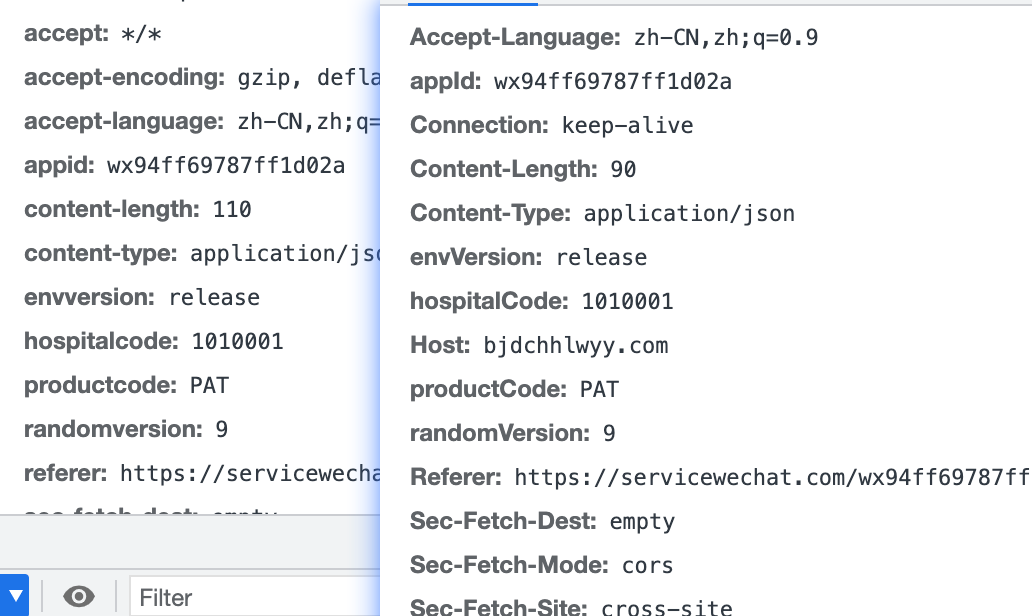 accept: */*
accept-encoding: gzip, defla
accept-language: zh-CN,zh;q=
appid: wx94ff69787ff1d02a
content-length: 110
content-type: application/jso
envversion: release
hospitalcode: 1010001
productcode: PAT
randomversion: 9
referer: https://servicewecha
sec-fetch-dest: empty
Filter
Accept-Language: zh-CN,zh;q=0.9
appId: wx94ff69787ff1d02a
Connection: keep-alive
Content-Length: 90
Content-Type: application/json
envVersion: release
hospitalCode: 1010001
Host: bjdchhlwyy.com
productCode: PAT
randomVersion: 9
Referer: https://servicewechat.com/wx94ff69787ff
Sec-Fetch-Dest: empty
Sec-Fetch-Mode: cors
Sec-Fetch-Site: cross-site